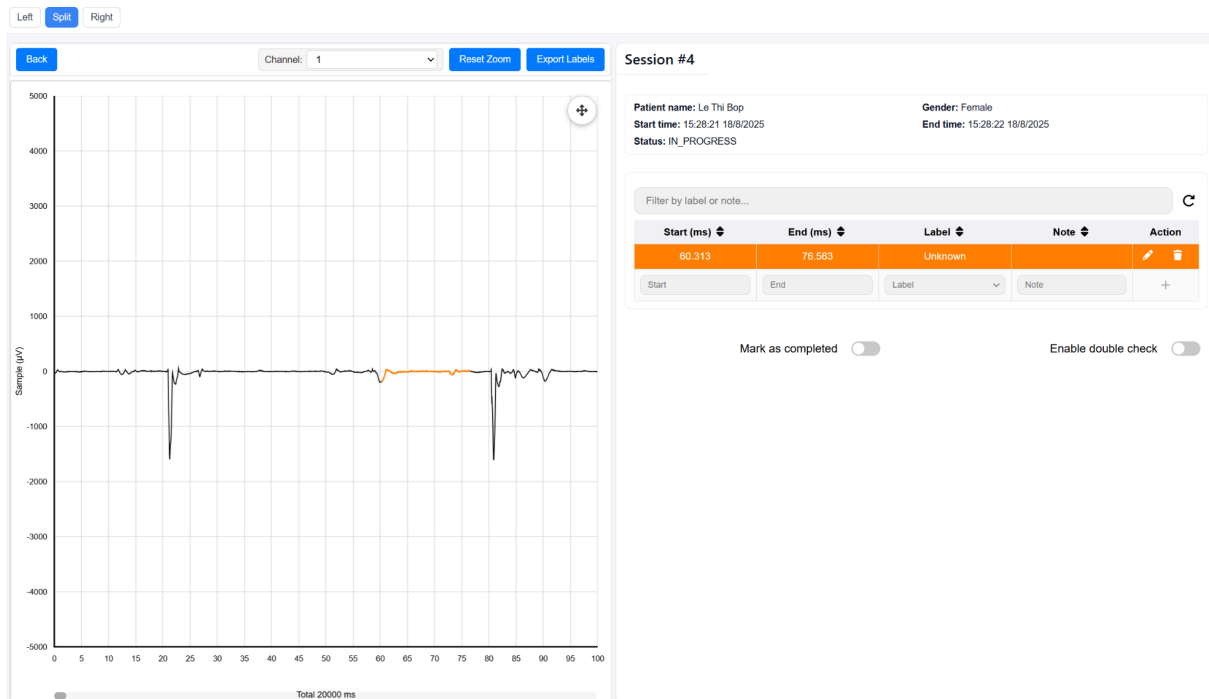 Left Split Right
Back Channel: 1 Reset Zoom Export Labels
5000
4000
3000
2000
1000
0
-1000
-2000
-3000
-4000
-5000
Sample (µV)
0 5 10 15 20 25 30 35 40 45 50 55 60 65 70 75 80 85 90 95 100
Total 20000 ms
Session #4
Patient name: Le Thi Bop Gender: Female
Start time: 15:28:21 18/8/2025 End time: 15:28:22 18/8/2025
Status: IN_PROGRESS
Filter by label or note...
Start (ms) End (ms) Label Note Action
60.313 76.563 Unknown
Start End Label Note +
Mark as completed Enable double check